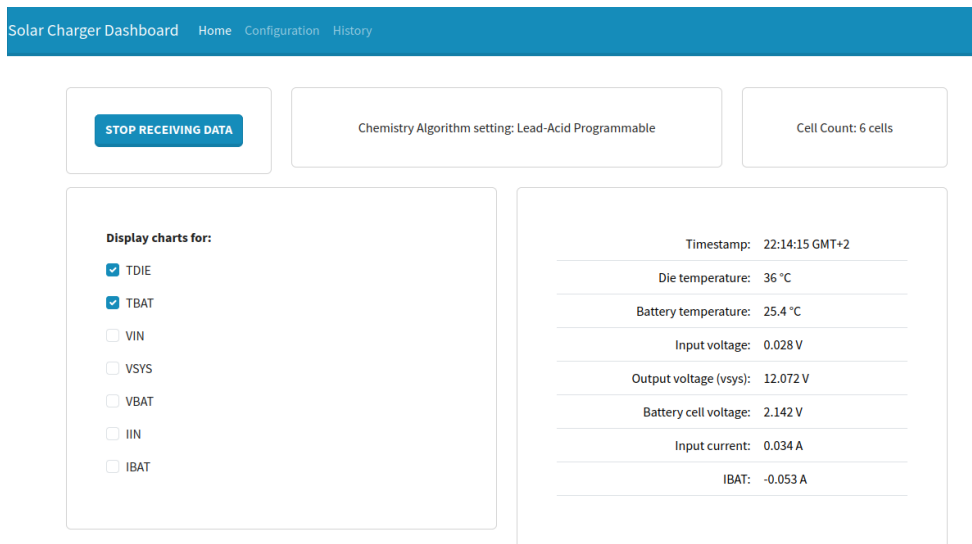 Solar Charger Dashboard Home Configuration History
STOP RECEIVING DATA
Chemistry Algorithm setting: Lead-Acid Programmable
Cell Count: 6 cells
Display charts for:
TDIE
TBAT
VIN
VSYS
VBAT
IIN
IBAT
Timestamp: 22:14:15 GMT+2
Die temperature: 36 °C
Battery temperature: 25.4 °C
Input voltage: 0.028 V
Output voltage (vsys): 12.072 V
Battery cell voltage: 2.142 V
Input current: 0.034 A
IBAT: -0.053 A